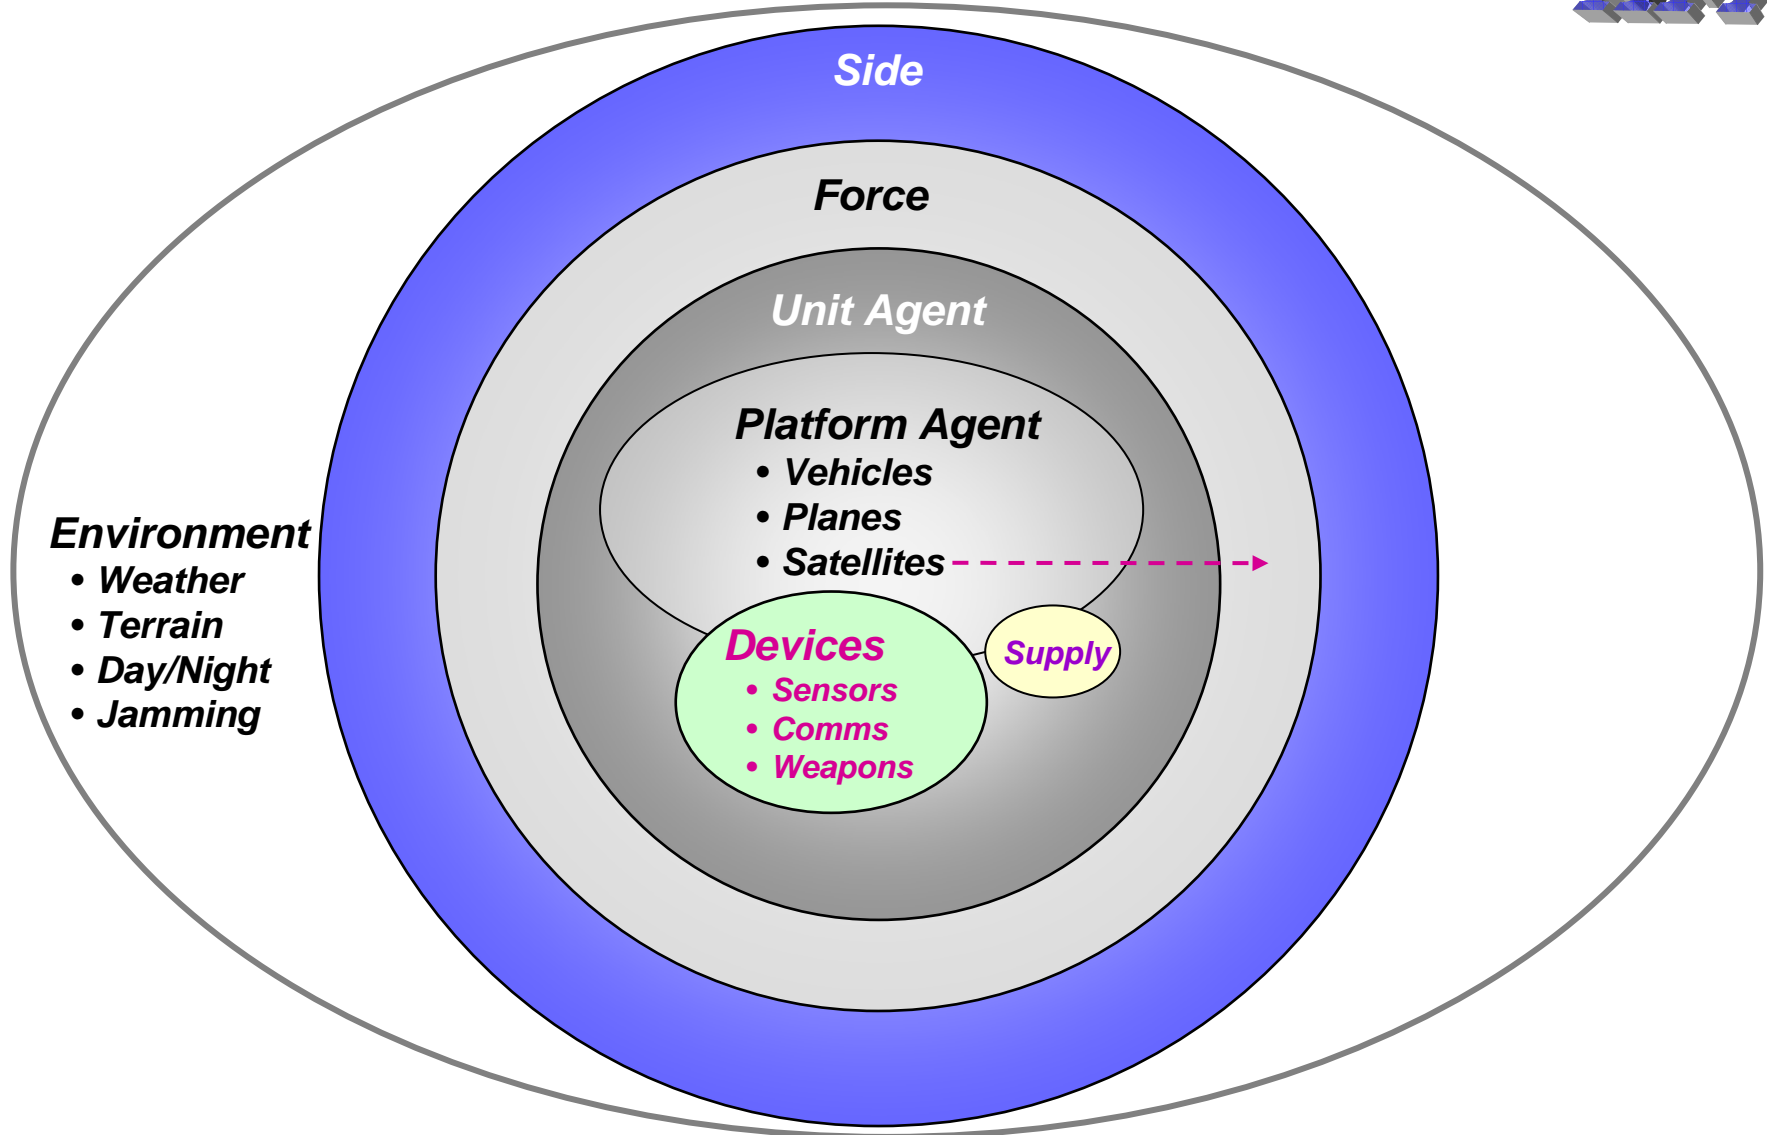 Side
Force
Unit Agent
Platform Agent
• Vehicles
• Planes
• Satellites
Environment
• Weather
• Terrain
• Day/Night
• Jamming
Devices
• Sensors
• Comms
• Weapons
Supply